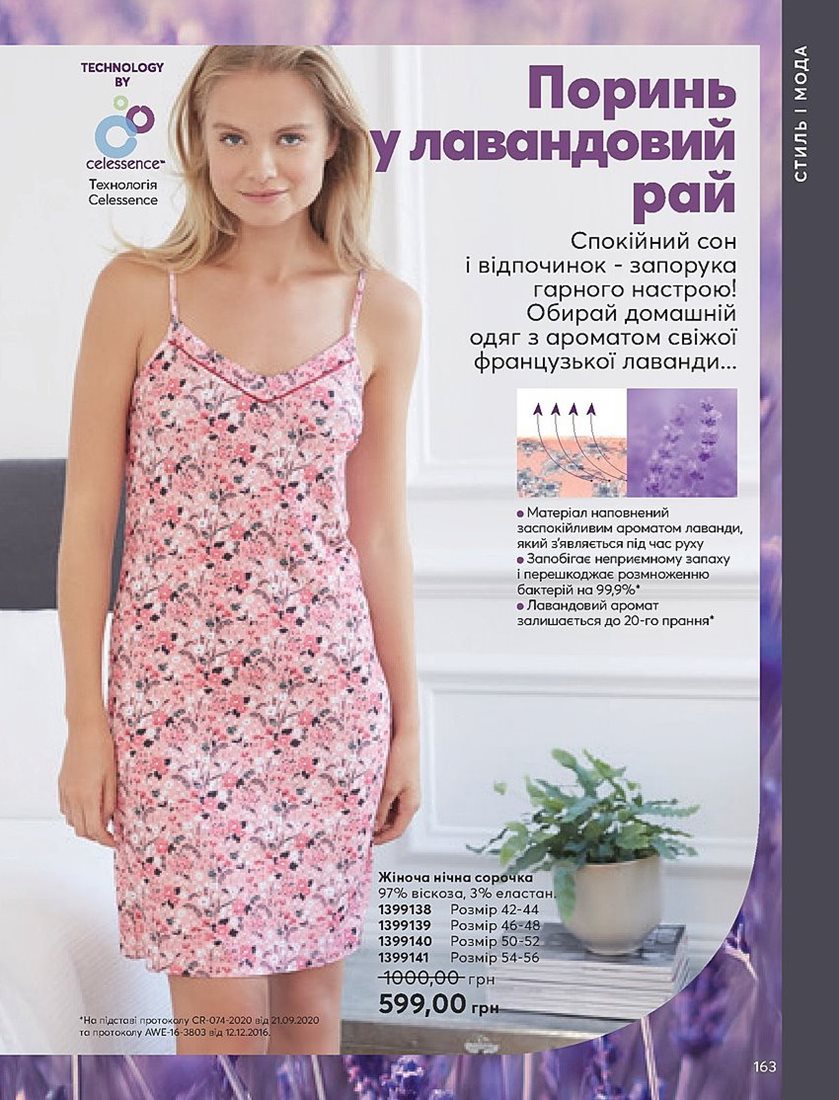 TECHNOLOGY
BY
celessence™
Технологія
Celessence
Поринь
у лавандовий
рай
Спокійний сон
і відпочинок - запорука
гарного настрою!
Обирай домашній
одяг з ароматом свіжої
французької лаванди...
• Матеріал наповнений
заспокійливим ароматом лаванди,
який з'являється під час руху
• Запобігає неприємному запаху
і перешкоджає розмноженню
бактерій на 99,9%*
• Лавандовий аромат
залишається до 20-го прання*
Жіноча нічна сорочка
97% віскоза, 3% еластан.
1399138 Розмір 42-44
1399139 Розмір 46-48
1399140 Розмір 50-52
1399141 Розмір 54-56
1000,00 грн
599,00 грн
*На підставі протоколу CR-074-2020 від 21.09.2020
та протоколу AWE-16-3803 від 12.12.2016.
СТИЛЬ І МОДА
163